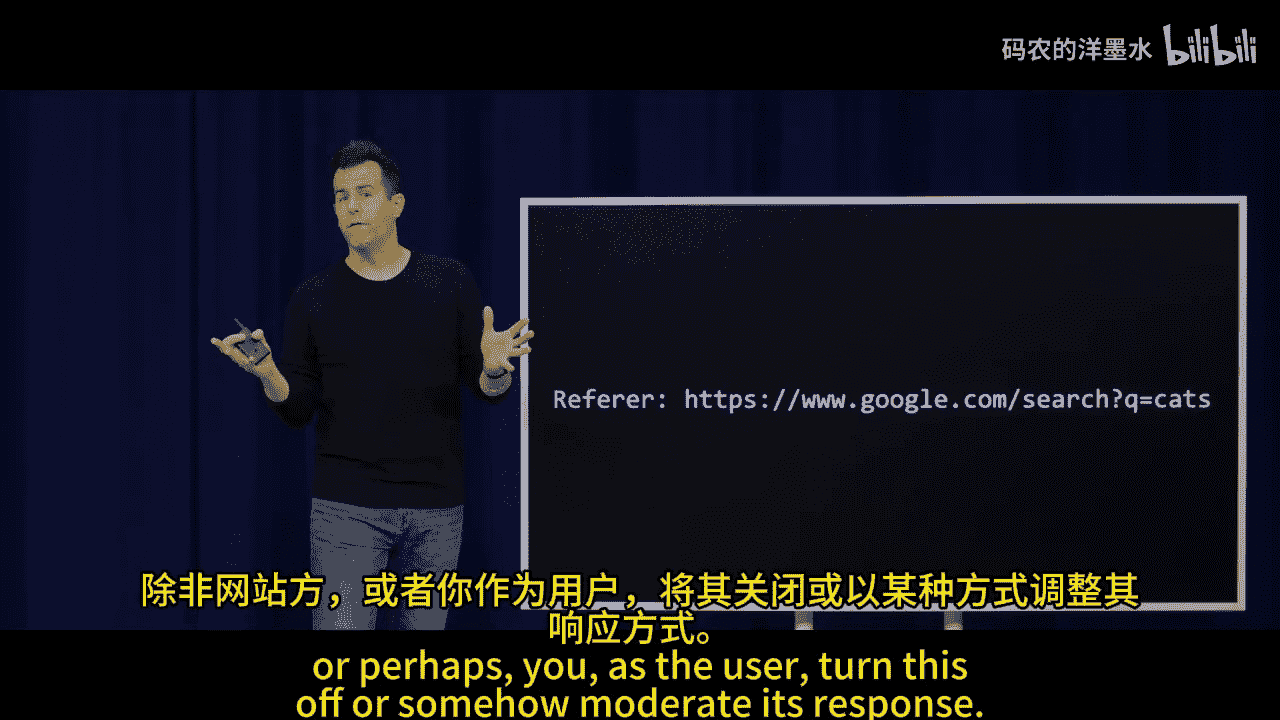 码农的洋墨水 bilibili
Referer: https://www.google.com/search?q=cats
除非网站方，或者你作为用户，将其关闭或以某种方式调整其
响应方式。
or perhaps, you, as the user, turn this
off or somehow moderate its response.